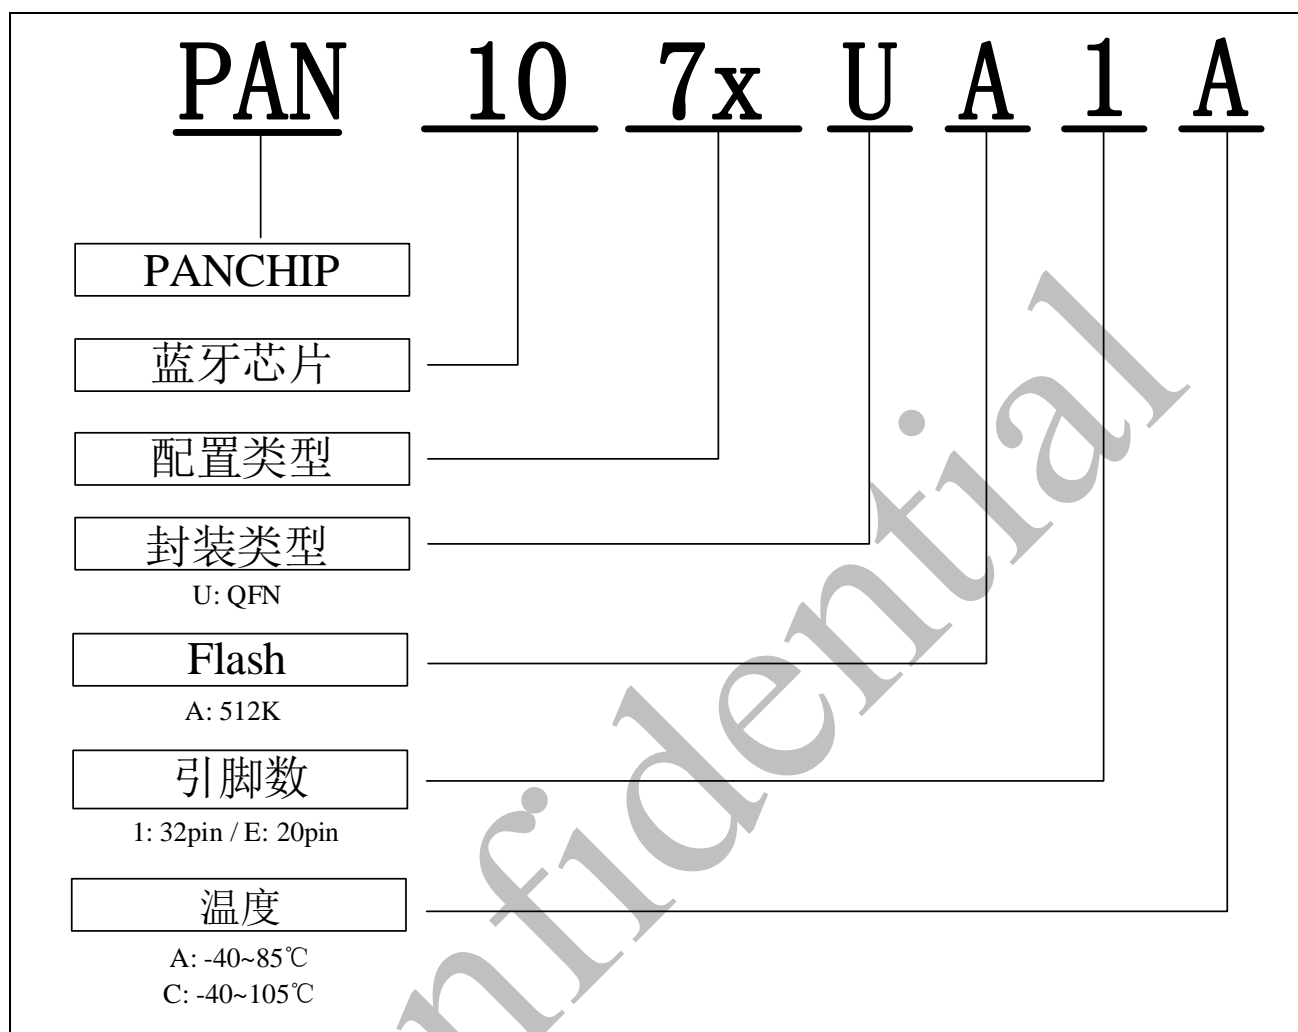 PAN 10 7x U A 1 A
PANCHIP
蓝牙芯片
配置类型
封装类型
U: QFN
Flash
A: 512K
引脚数
1: 32pin / E: 20pin
温度
A: -40~85℃
C: -40~105℃
nfidential